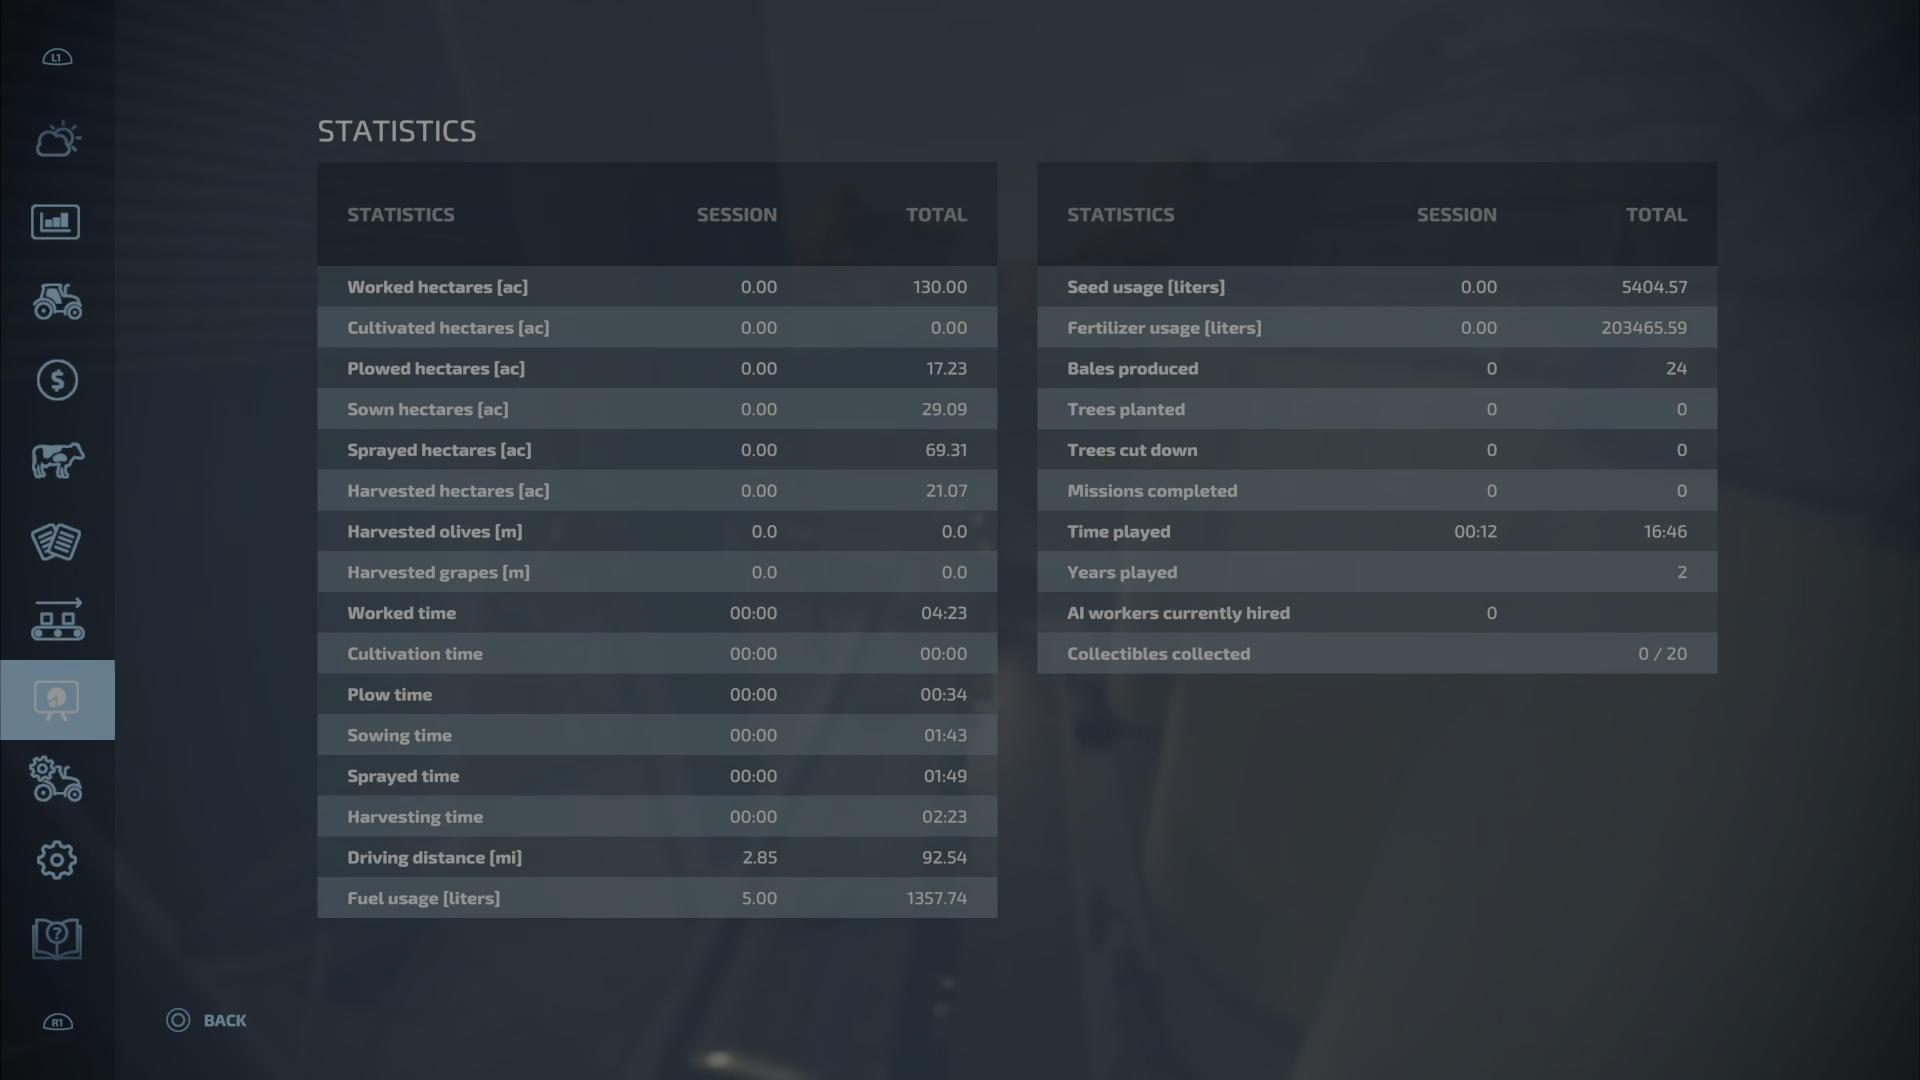 L1
STATISTICS
STATISTICS SESSION TOTAL
Worked hectares [ac] 0.00 130.00
Cultivated hectares [ac] 0.00 0.00
Plowed hectares [ac] 0.00 17.23
Sown hectares [ac] 0.00 29.09
Sprayed hectares [ac] 0.00 69.31
Harvested hectares [ac] 0.00 21.07
Harvested olives [m] 0.0 0.0
Harvested grapes [m] 0.0 0.0
Worked time 00:00 04:23
Cultivation time 00:00 00:00
Plow time 00:00 00:34
Sowing time 00:00 01:43
Sprayed time 00:00 01:49
Harvesting time 00:00 02:23
Driving distance [mi] 2.85 92.54
Fuel usage [liters] 5.00 1357.74
STATISTICS SESSION TOTAL
Seed usage [liters] 0.00 5404.57
Fertilizer usage [liters] 0.00 203465.59
Bales produced 0 24
Trees planted 0 0
Trees cut down 0 0
Missions completed 0 0
Time played 00:12 16:46
Years played 2
AI workers currently hired 0
Collectibles collected 0 / 20
R1
BACK